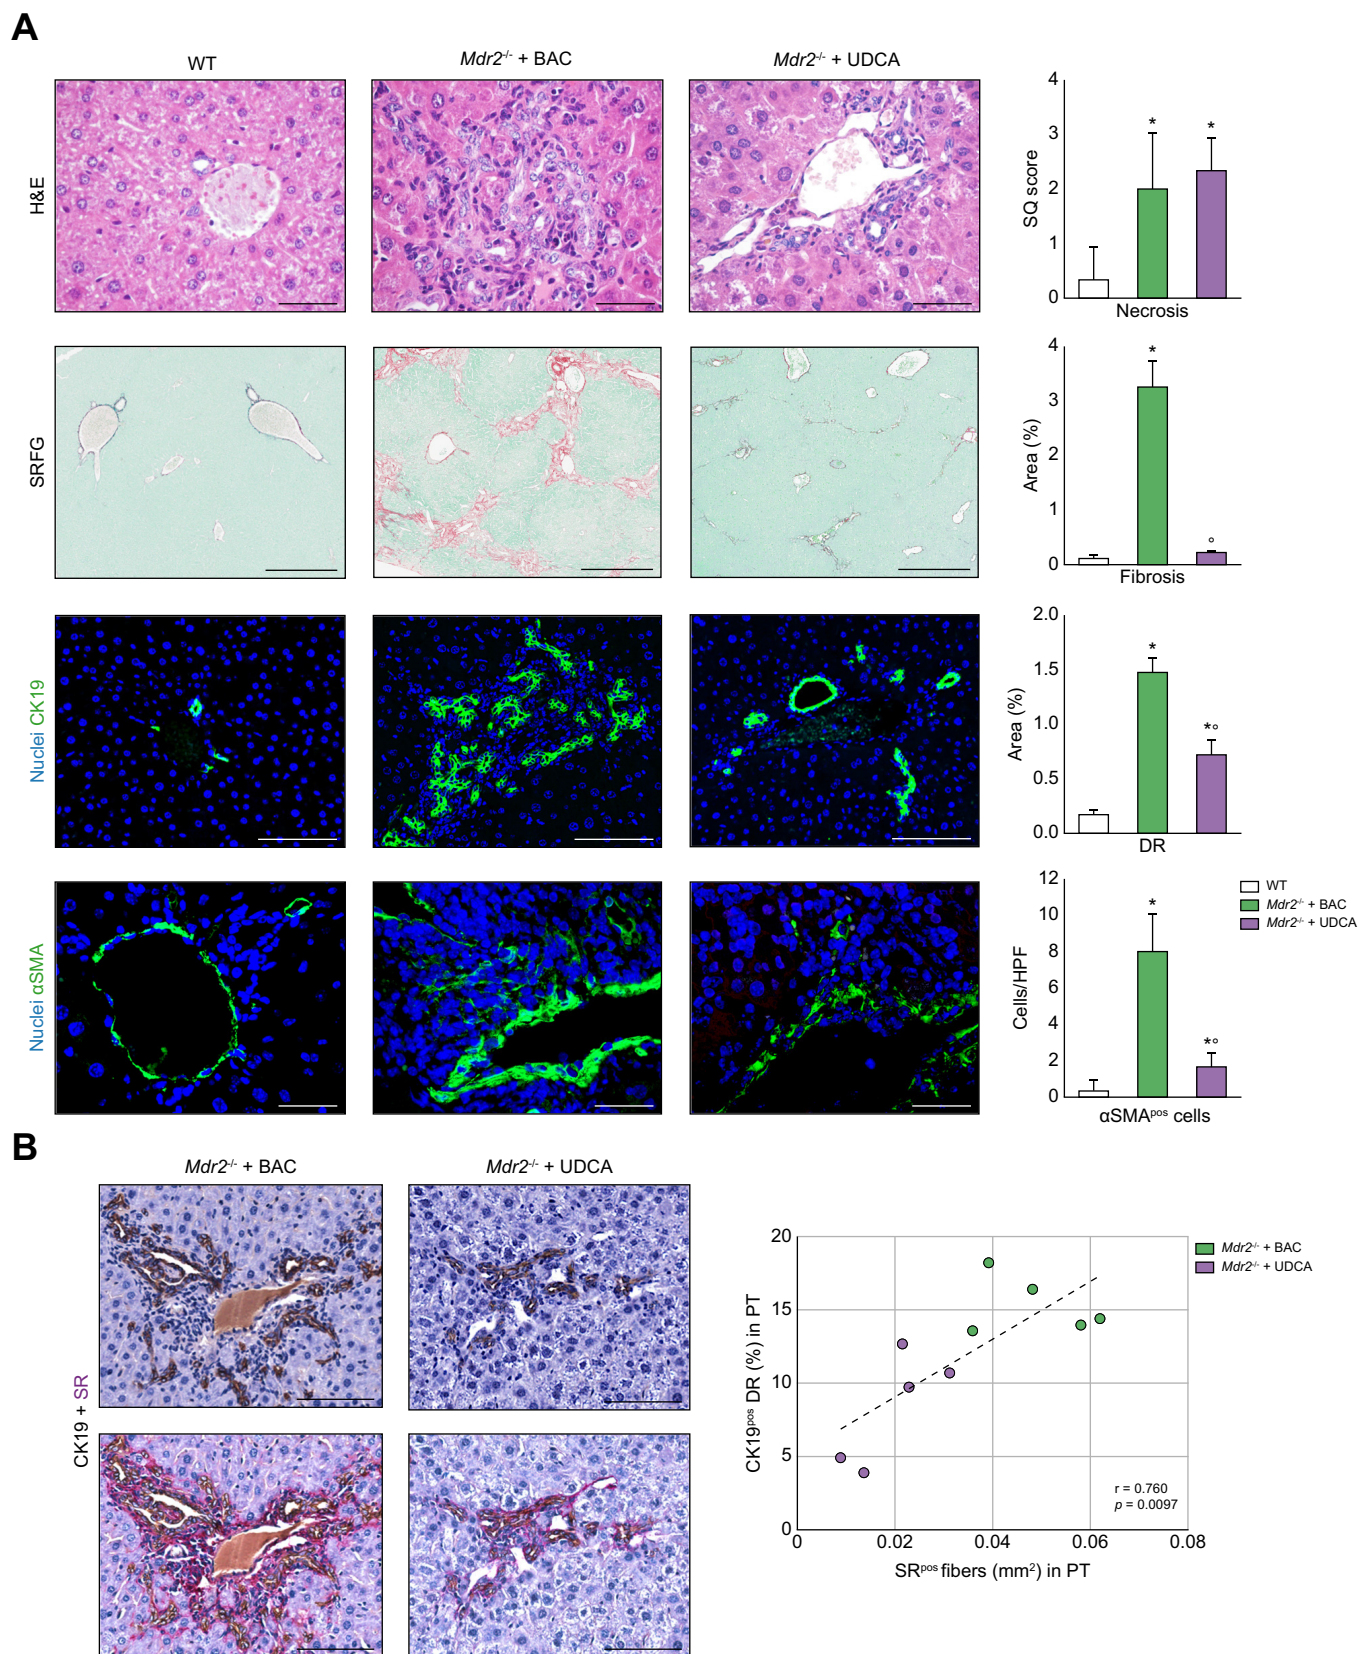 A
WT
Mdr2-/- + BAC
Mdr2-/- + UDCA
H&E
SQ score
4
3
2
1
0
* *
Necrosis
SRFG
Area (%)
4
3
2
1
0
* °
Fibrosis
Nuclei CK19
Area (%)
2.0
1.5
1.0
0.5
0.0
* *°
DR
Nuclei αSMA
Cells/HPF
12
10
8
6
4
2
0
* *°
αSMApos cells
WT
Mdr2-/- + BAC
Mdr2-/- + UDCA
B
Mdr2-/- + BAC
Mdr2-/- + UDCA
CK19 + SR
CK19pos DR (%) in PT
20
15
10
5
0
0 0.02 0.04 0.06 0.08
SRpos fibers (mm2) in PT
r = 0.760
p = 0.0097
Mdr2-/- + BAC
Mdr2-/- + UDCA